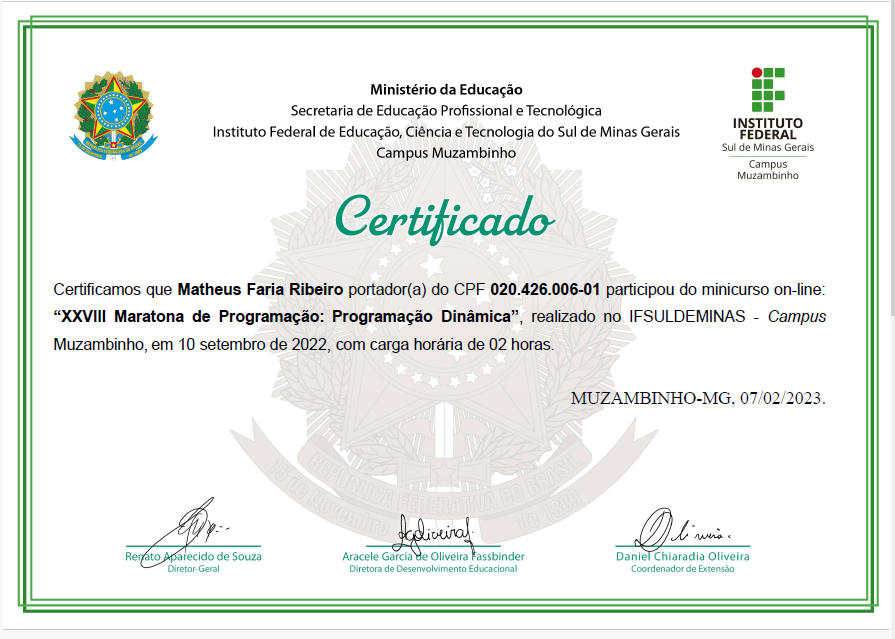 Ministério da Educação
Secretaria de Educação Profissional e Tecnológica
Instituto Federal de Educação, Ciência e Tecnologia do Sul de Minas Gerais
Campus Muzambinho
INSTITUTO
FEDERAL
Sul de Minas Gerais
Campus
Muzambinho
Certificado
Certificamos que Matheus Faria Ribeiro portador(a) do CPF 020.426.006-01 participou do minicurso on-line:
“XXVIII Maratona de Programação: Programação Dinâmica”, realizado no IFSULDEMINAS - Campus
Muzambinho, em 10 setembro de 2022, com carga horária de 02 horas.
MUZAMBINHO-MG, 07/02/2023.
Renato Aparecido de Souza
Diretor-Geral
Aracele Garcia de Oliveira Fassbinder
Diretora de Desenvolvimento Educacional
Daniel Chiaradia Oliveira
Coordenador de Extensão